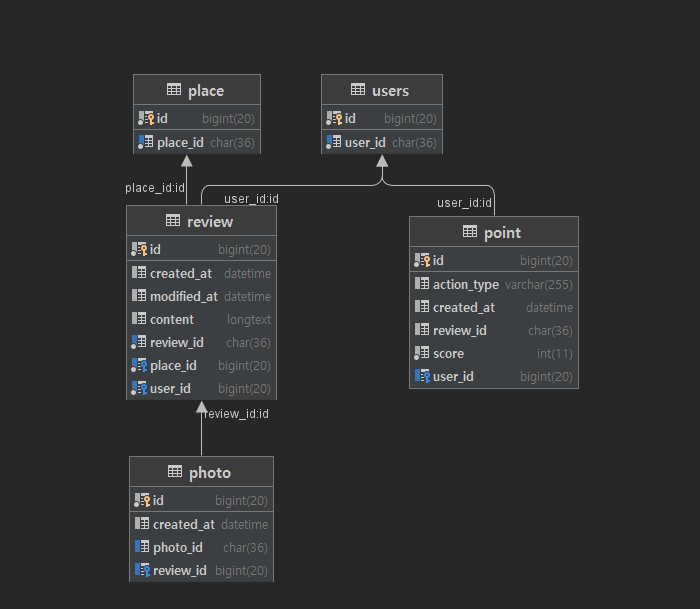 place
id bigint(20)
place_id char(36)
users
id bigint(20)
user_id char(36)
place_id:id
user_id:id
user_id:id
review
id bigint(20)
created_at datetime
modified_at datetime
content longtext
review_id char(36)
place_id bigint(20)
user_id bigint(20)
point
id bigint(20)
action_type varchar(255)
created_at datetime
review_id char(36)
score int(11)
user_id bigint(20)
review_id:id
photo
id bigint(20)
created_at datetime
photo_id char(36)
review_id bigint(20)